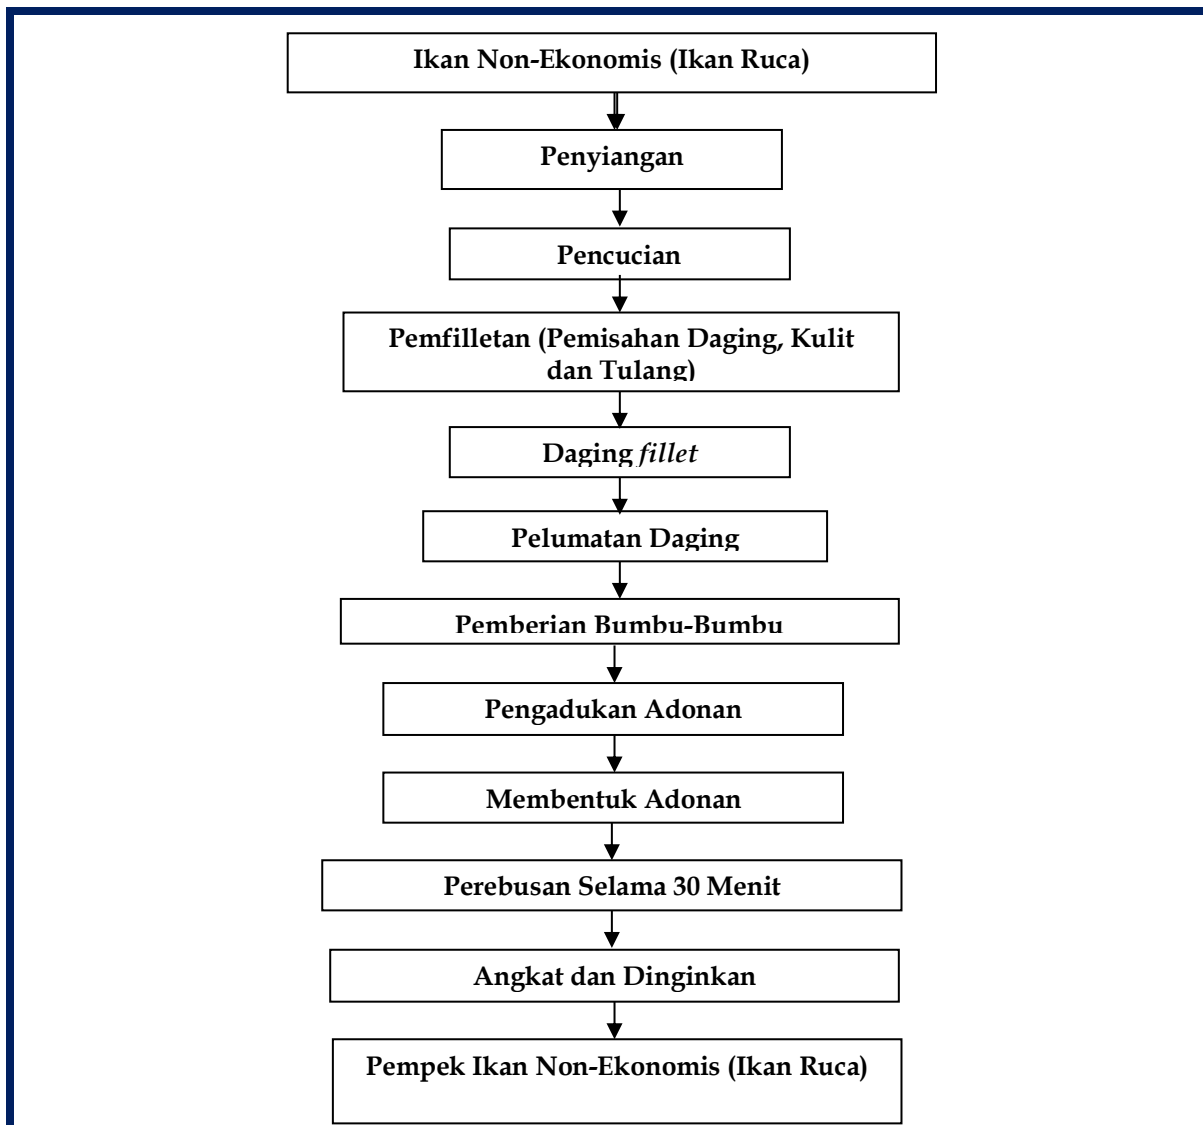 Ikan Non-Ekonomis (Ikan Ruca)
Penyiangan
Pencucian
Pemfilletan (Pemisahan Daging, Kulit
dan Tulang)
Daging fillet
Pelumatan Daging
Pemberian Bumbu-Bumbu
Pengadukan Adonan
Membentuk Adonan
Perebusan Selama 30 Menit
Angkat dan Dinginkan
Pempek Ikan Non-Ekonomis (Ikan Ruca)